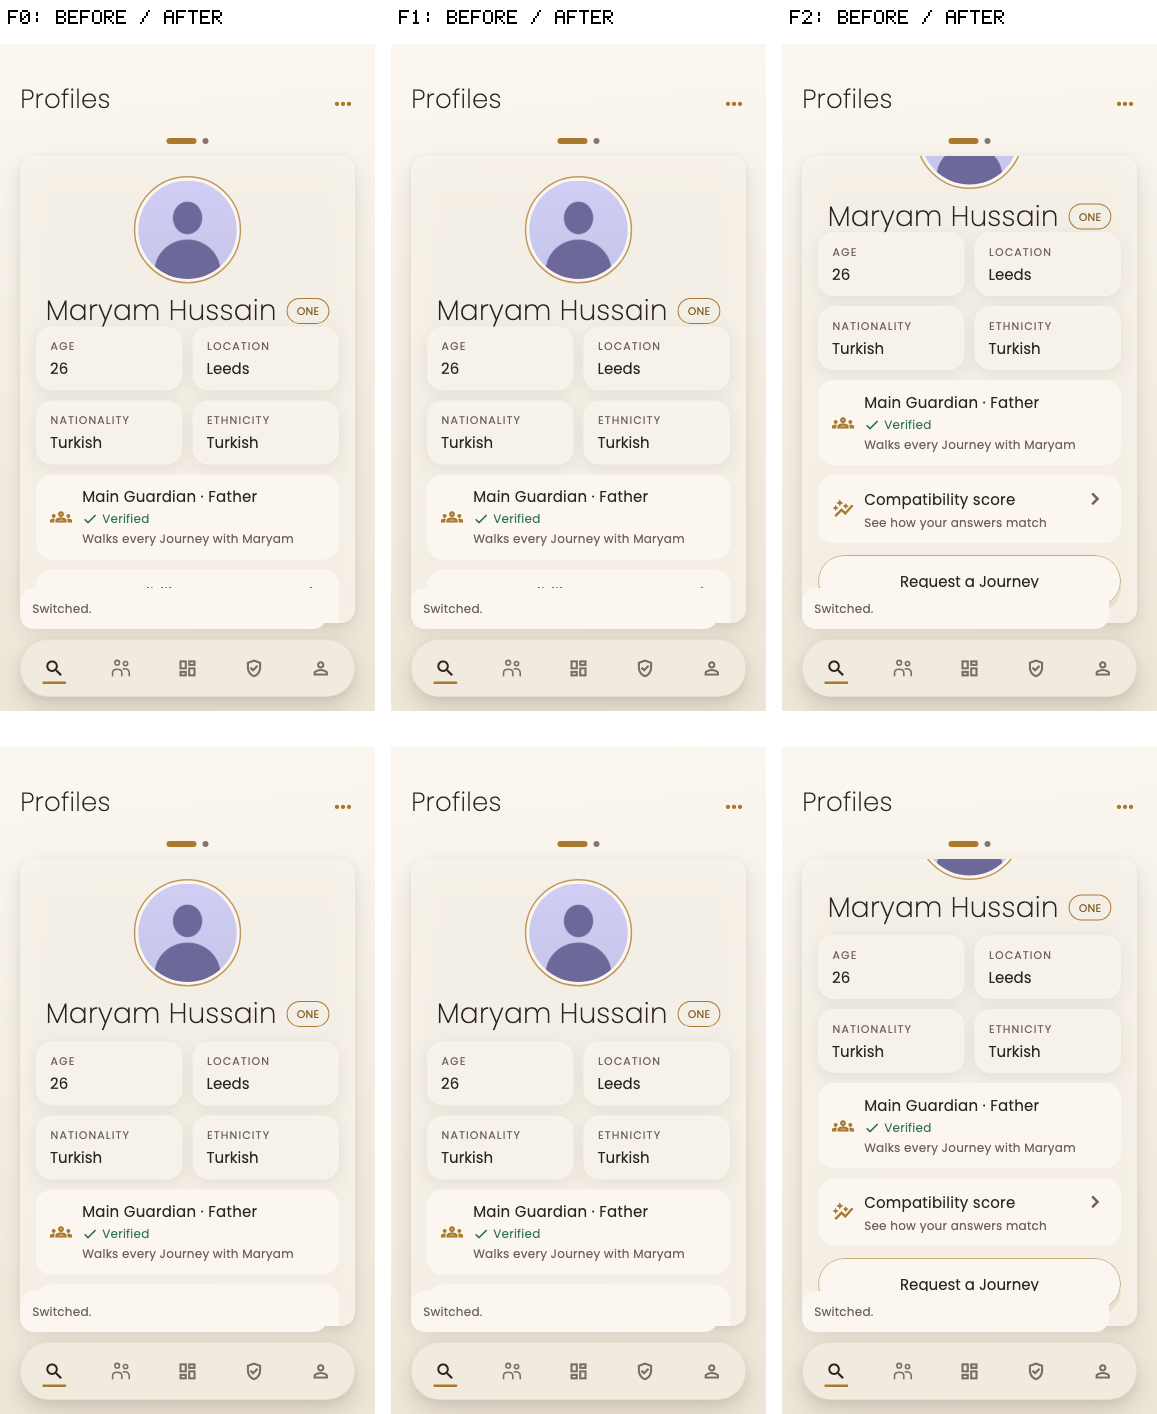 F0: BEFORE / AFTER
F1: BEFORE / AFTER
F2: BEFORE / AFTER
Profiles
Maryam Hussain ONE
AGE
26
LOCATION
Leeds
NATIONALITY
Turkish
ETHNICITY
Turkish
Main Guardian · Father
Verified
Walks every Journey with Maryam
Switched.
Profiles
Maryam Hussain ONE
AGE
26
LOCATION
Leeds
NATIONALITY
Turkish
ETHNICITY
Turkish
Main Guardian · Father
Verified
Walks every Journey with Maryam
Switched.
Profiles
Maryam Hussain ONE
AGE
26
LOCATION
Leeds
NATIONALITY
Turkish
ETHNICITY
Turkish
Main Guardian · Father
Verified
Walks every Journey with Maryam
Compatibility score
See how your answers match
Request a Journey
Switched.
Profiles
Maryam Hussain ONE
AGE
26
LOCATION
Leeds
NATIONALITY
Turkish
ETHNICITY
Turkish
Main Guardian · Father
Verified
Walks every Journey with Maryam
Switched.
Profiles
Maryam Hussain ONE
AGE
26
LOCATION
Leeds
NATIONALITY
Turkish
ETHNICITY
Turkish
Main Guardian · Father
Verified
Walks every Journey with Maryam
Switched.
Profiles
Maryam Hussain ONE
AGE
26
LOCATION
Leeds
NATIONALITY
Turkish
ETHNICITY
Turkish
Main Guardian · Father
Verified
Walks every Journey with Maryam
Compatibility score
See how your answers match
Request a Journey
Switched.